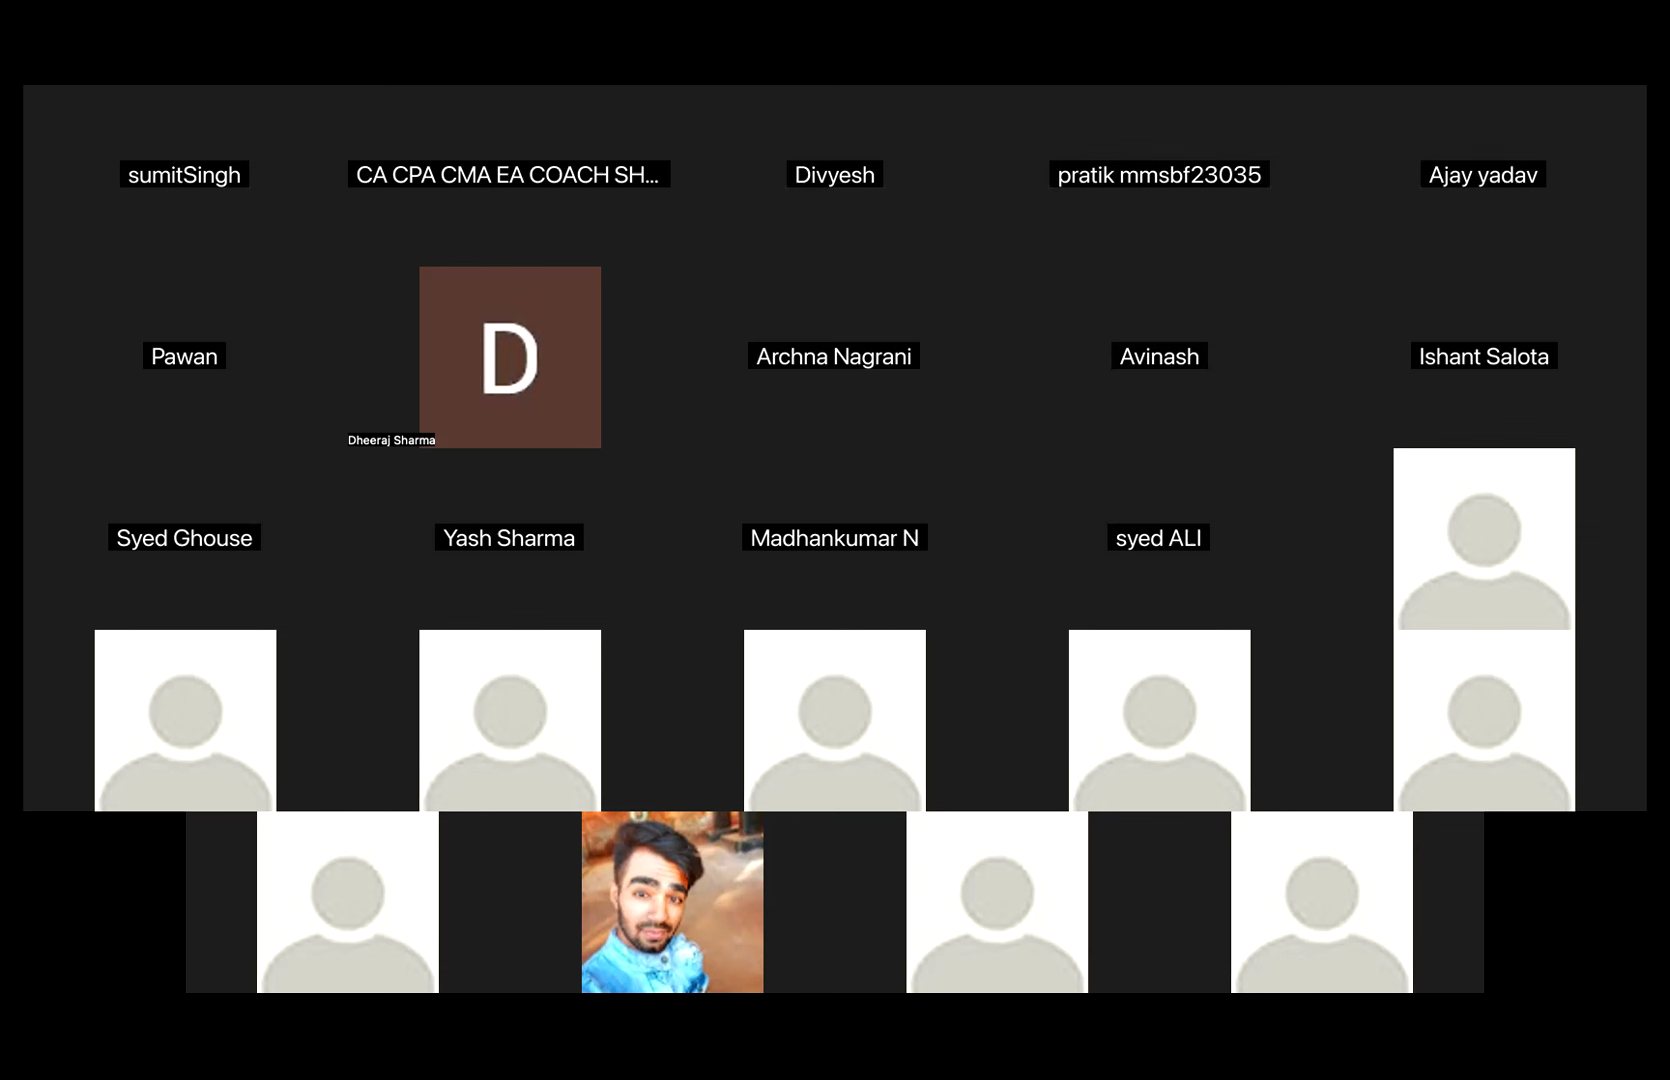 sumitSingh
CA CPA CMA EA COACH SH...
Divyesh
pratik mmsbf23035
Ajay yadav
Pawan
D
Dheeraj Sharma
Archna Nagrani
Avinash
Ishant Salota
Syed Ghouse
Yash Sharma
Madhankumar N
syed ALI